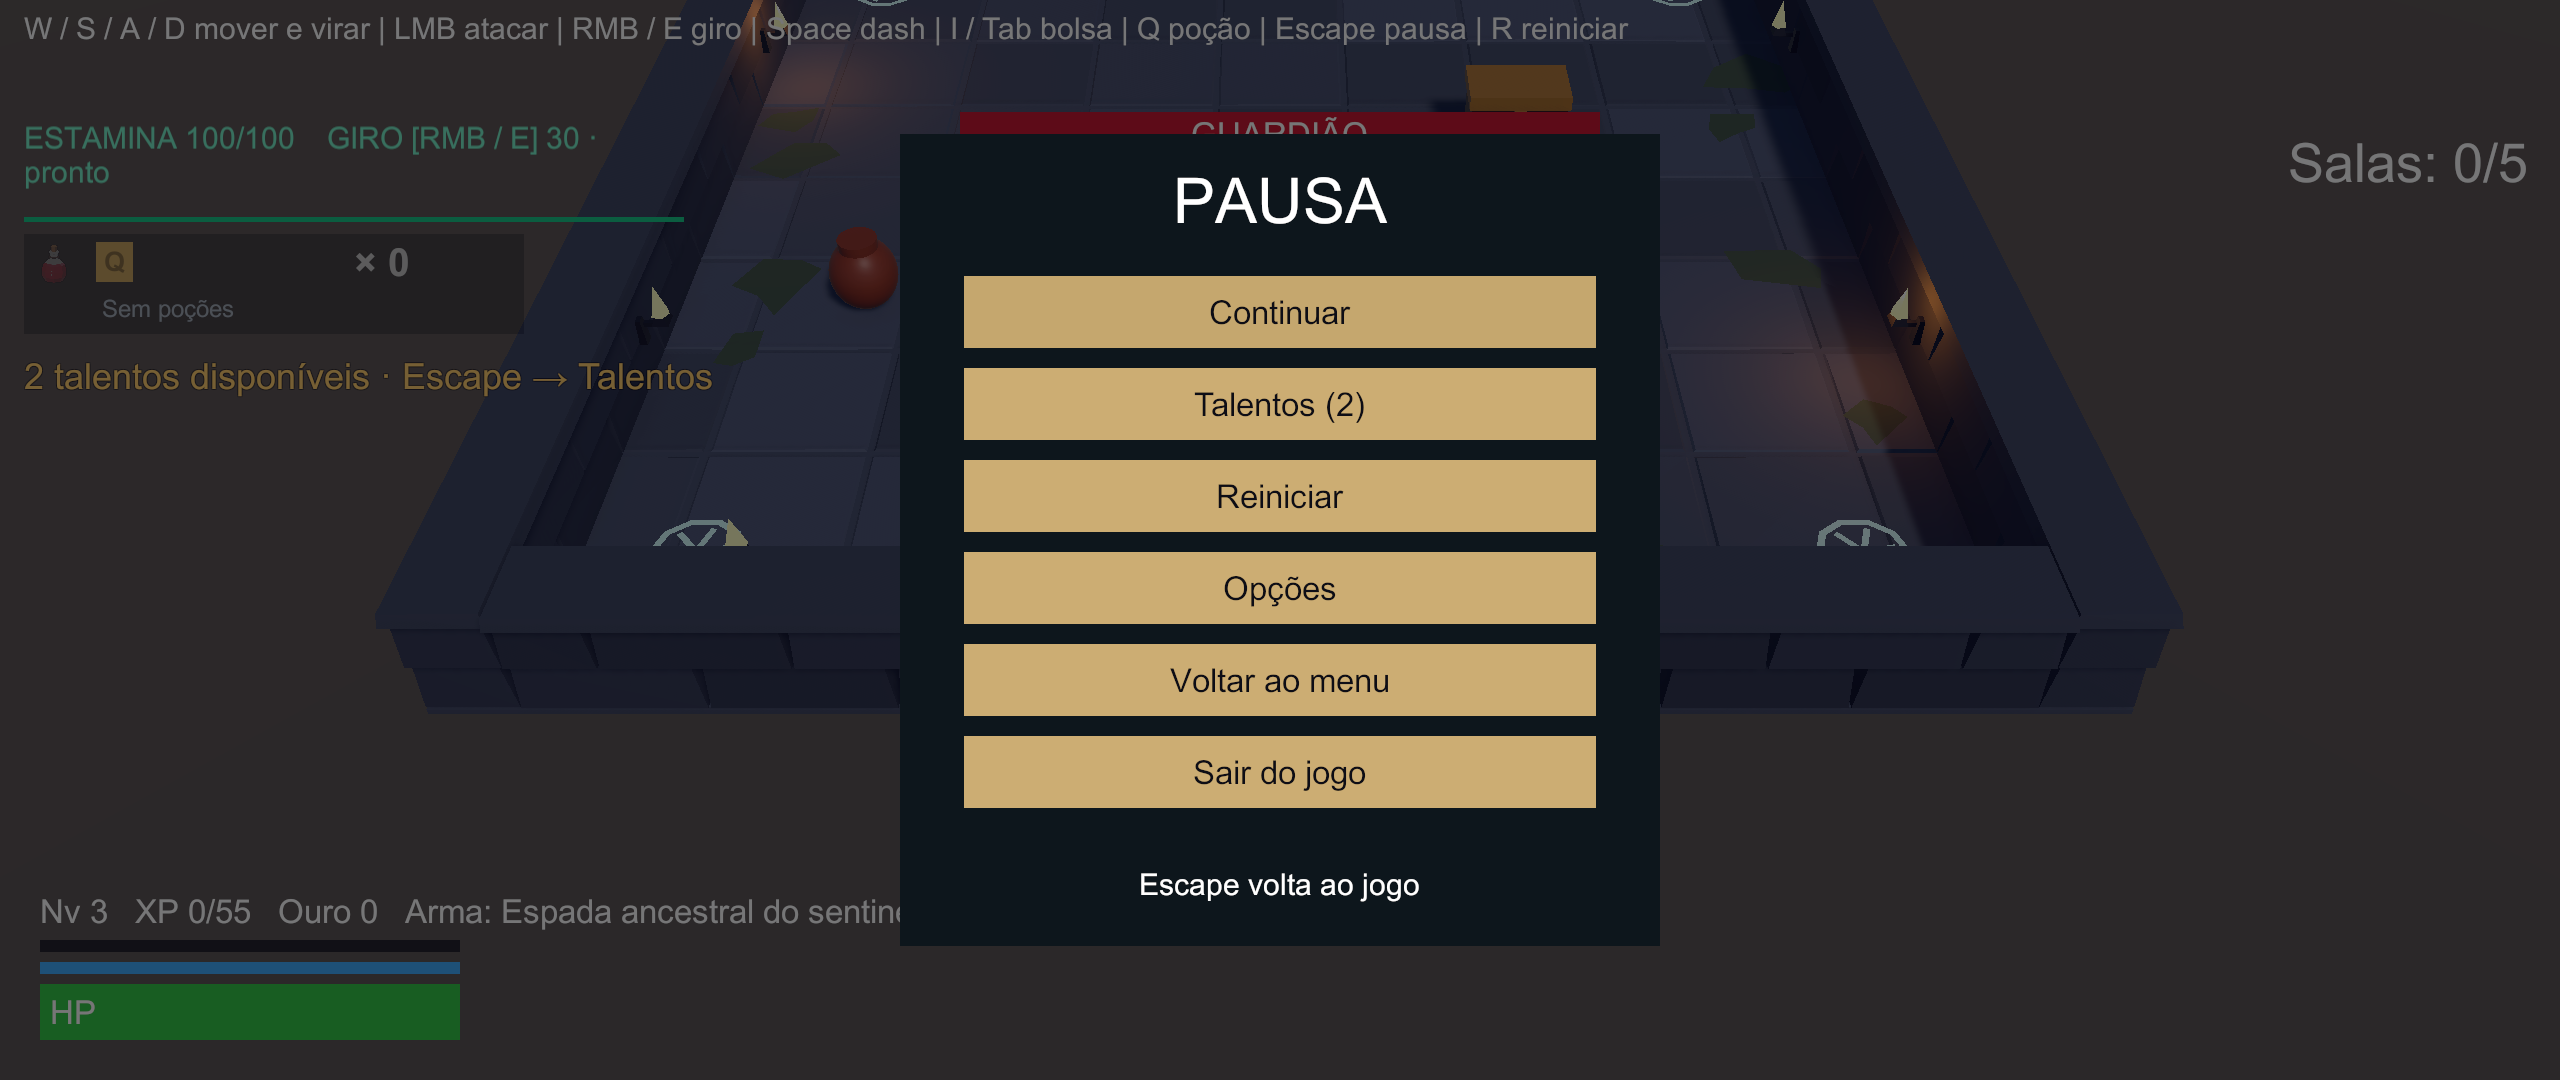 W / S / A / D mover e virar | LMB atacar | RMB / E giro | Space dash | I / Tab bolsa | Q poção | Escape pausa | R reiniciar
ESTAMINA 100/100 GIRO [RMB / E] 30 ·
pronto
Q × 0
Sem poções
2 talentos disponíveis · Escape → Talentos
GUARDIÃO
Salas: 0/5
PAUSA
Continuar
Talentos (2)
Reiniciar
Opções
Voltar ao menu
Sair do jogo
Escape volta ao jogo
Nv 3 XP 0/55 Ouro 0 Arma: Espada ancestral do
HP